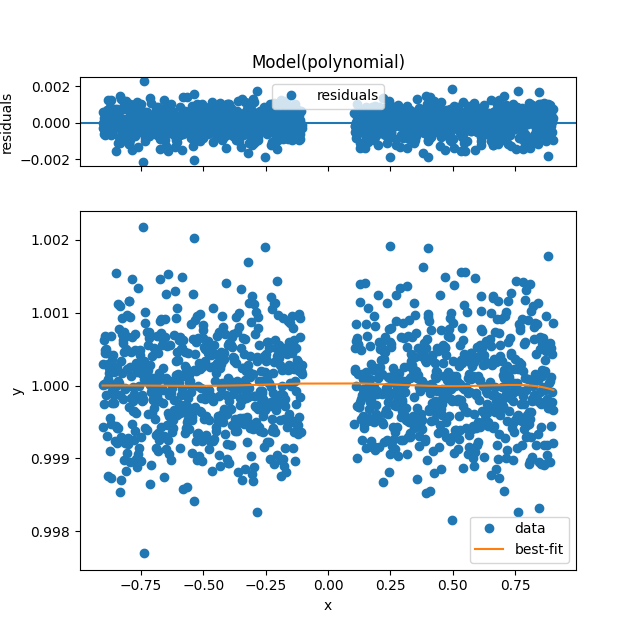 Model(polynomial)
residuals
0.002
0.000
−0.002
residuals
y
1.002
1.001
1.000
0.999
0.998
data
best-fit
−0.75
−0.50
−0.25
0.00
0.25
0.50
0.75
x